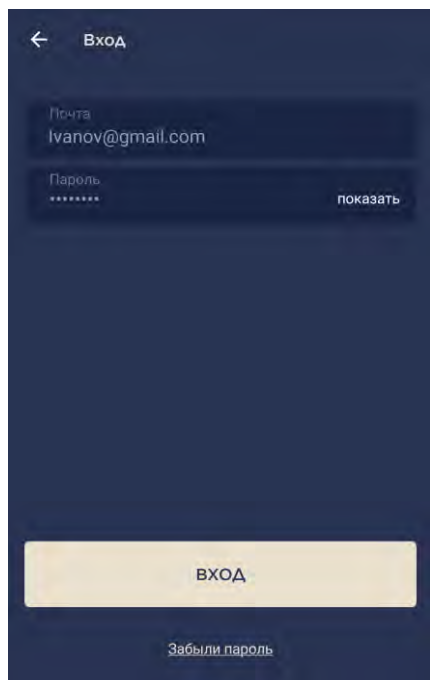 Вход
Почта
Ivanov@gmail.com
Пароль
********
показать
ВХОД
Забыли пароль